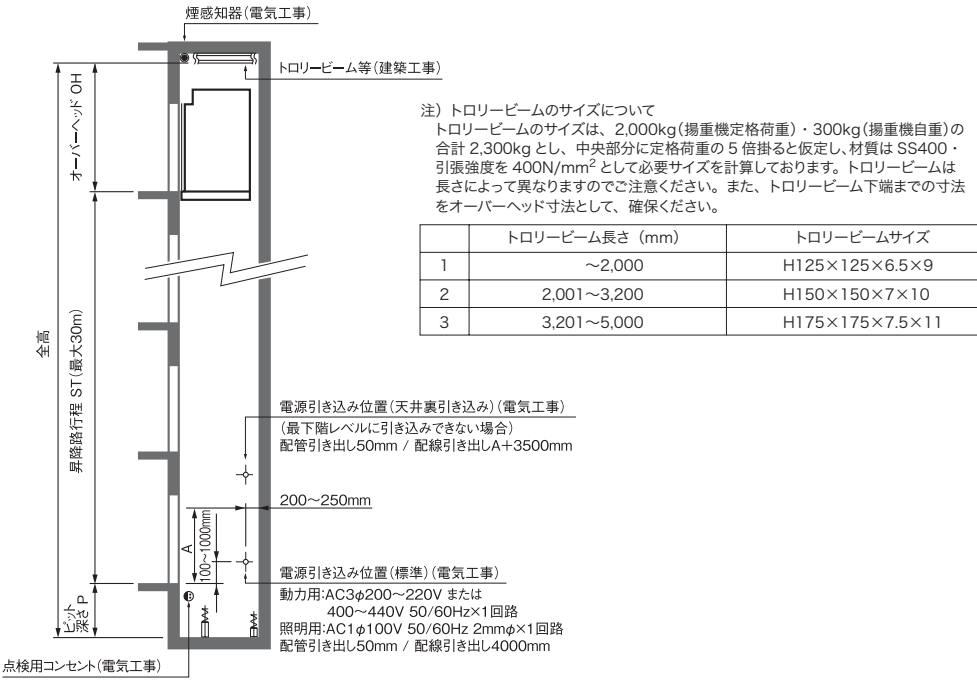 煙感知器(電気工事)
トロリービーム等(建築工事)
オーバーヘッド OH
全高
昇降路行程 ST(最大30m)
ピット
深さ P
注）トロリービームのサイズについて
トロリービームのサイズは、2,000kg(揚重機定格荷重)・300kg(揚重機自重)の
合計 2,300kg とし、中央部分に定格荷重の 5 倍掛ると仮定し、材質は SS400・
引張強度を 400N/mm² として必要サイズを計算しております。トロリービームは
長さによって異なりますのでご注意ください。また、トロリービーム下端までの寸法
をオーバーヘッド寸法として、確保ください。
トロリービーム長さ（mm） トロリービームサイズ
1 ～2,000 H125×125×6.5×9
2 2,001～3,200 H150×150×7×10
3 3,201～5,000 H175×175×7.5×11
電源引き込み位置(天井裏引き込み)(電気工事)
(最下階レベルに引き込みできない場合)
配管引き出し50mm / 配線引き出しA+3500mm
200～250mm
A
100～1000mm
電源引き込み位置(標準)(電気工事)
動力用:AC3φ200～220V または
400～440V 50/60Hz×1回路
照明用:AC1φ100V 50/60Hz 2mmφ×1回路
配管引き出し50mm / 配線引き出し4000mm
点検用コンセント(電気工事)